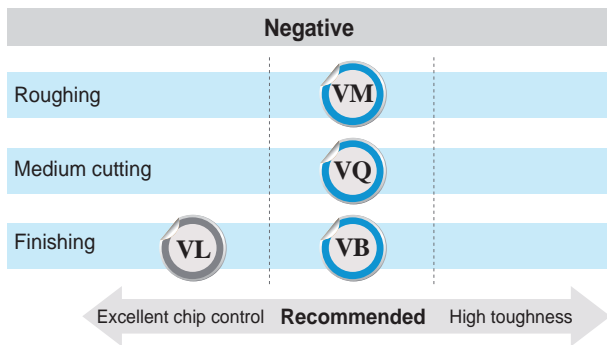 Negative
Roughing VM
Medium cutting VQ
Finishing VL VB
Excellent chip control Recommended High toughness